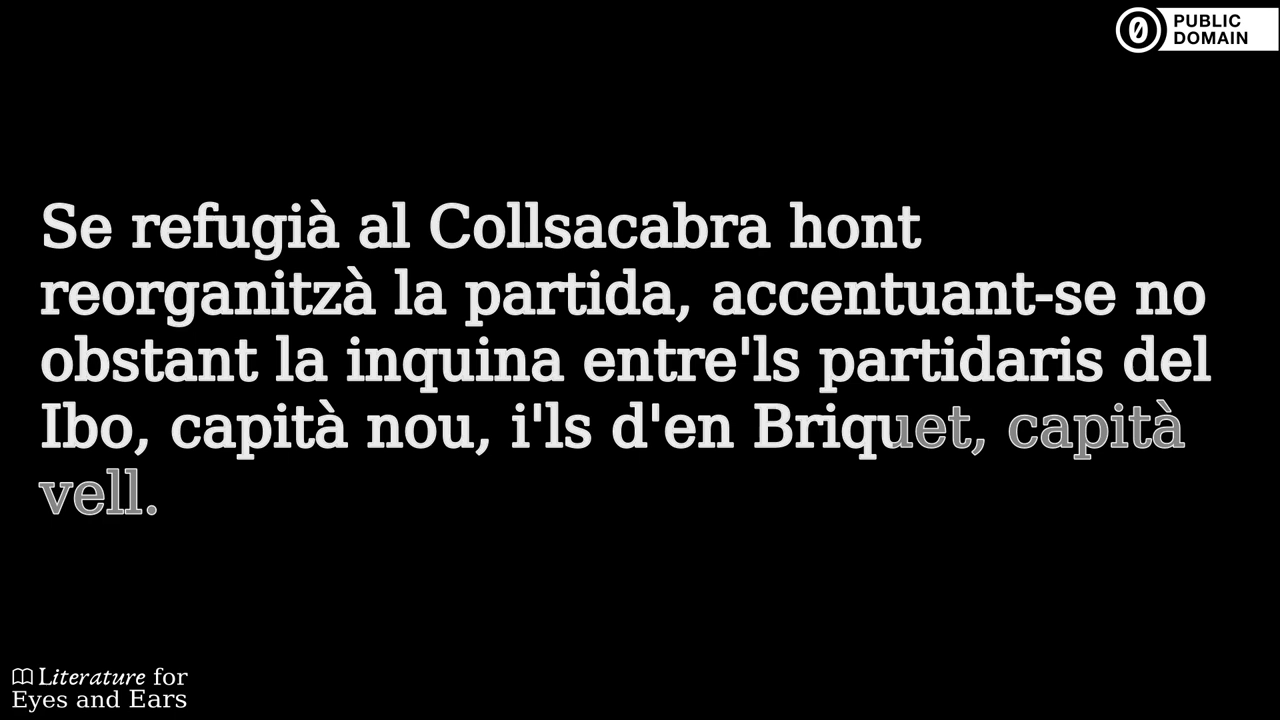 PUBLIC
DOMAIN
Se refugià al Collsacabra hont
reorganitzà la partida, accentuant-se no
obstant la inquina entre'ls partidaris del
Ibo, capità nou, i'ls d'en Briquet, capità
vell.
Literature for
Eyes and Ears